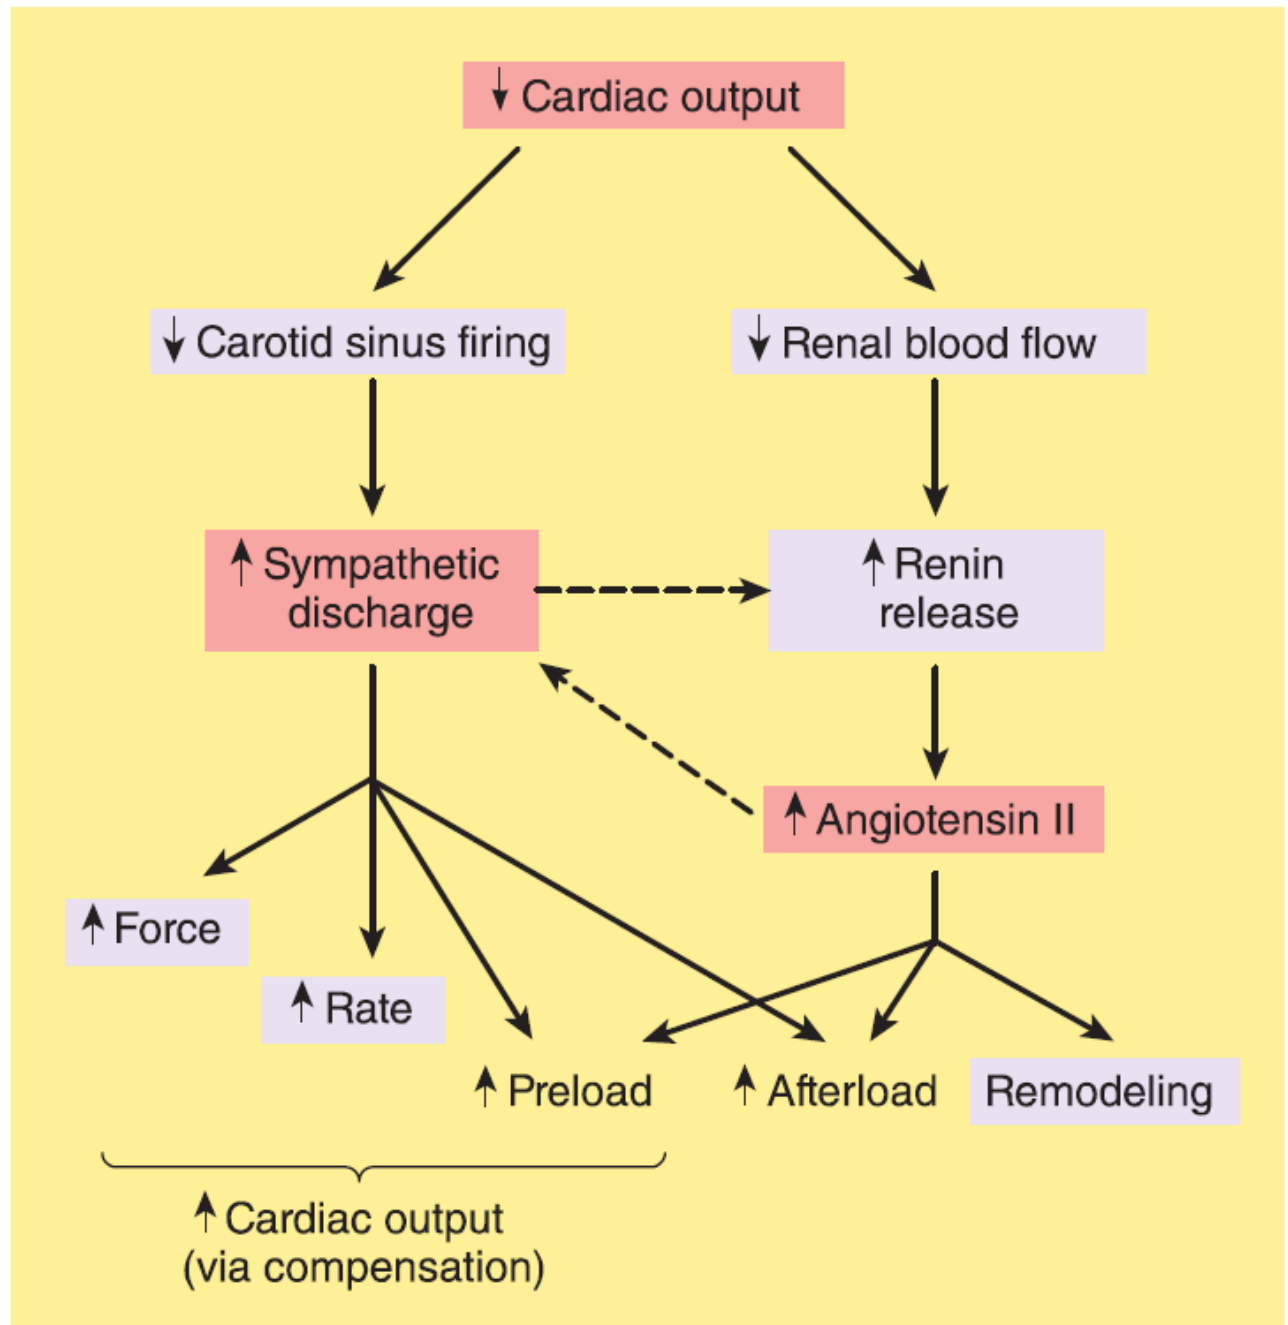 ↓ Cardiac output
↓ Carotid sinus firing
↓ Renal blood flow
↑ Sympathetic
discharge
↑ Renin
release
↑ Angiotensin II
↑ Force
↑ Rate
↑ Preload
↑ Afterload
Remodeling
↑ Cardiac output
(via compensation)